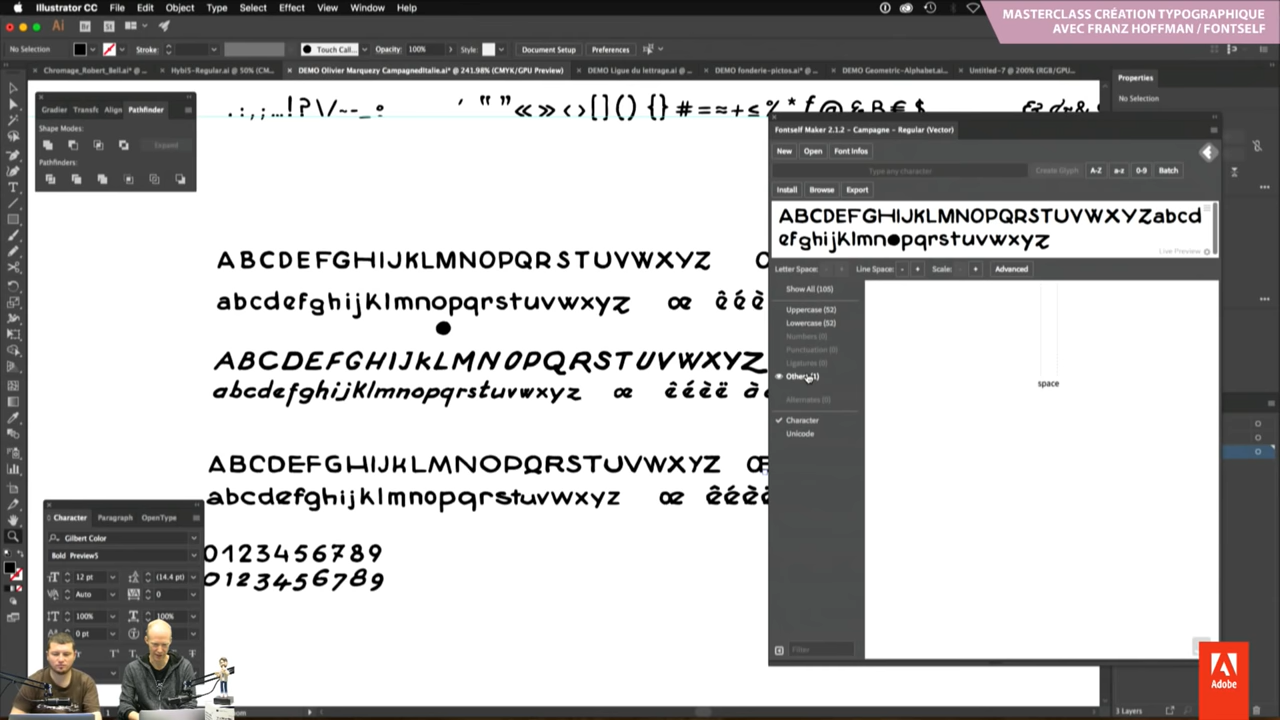 Illustrator CC File Edit Object Type Select Effect View Window Help
MASTERCLASS CRÉATION TYPOGRAPHIQUE
AVEC FRANZ HOFFMAN / FONTSELF
No Selection Stroke: Touch Call... Opacity: 100% Style: Document Setup Preferences
Chromage_Robert_Bell.ai* @ ... HybiS-Regular.ai @ 50% (CM... DEMO Olivier Marquezy CampagnedItalie.ai* @ 241.98% (CMYK/GPU Preview) DEMO Ligue du lettrage.ai @ ... DEMO fonderie-pictos.ai* @ ... DEMO Geometric-Alphabet.ai... Untitled-7 @ 200% (RGB/GPU...
Properties
No Selection
Gradier Transf Align Pathfinder
Shape Modes:
Expand
Pathfinders:
. : , ; ... ! ? \ / - - _ ° ' " " « » < > [ ] ( ) { } # = ≈ + ≤ % * f @ & B € $
Fontself Maker 2.1.2 – Campagne - Regular (Vector)
New Open Font Infos
Type any character Create Glyph A-Z a-z 0-9 Batch
Install Browse Export
ABCDEFGHIJKLMNOPQRSTUVWXYZabcd
efghijklmn●pqrstuvwxyz
Live Preview
Letter Space: - + Line Space: - + Scale: - + Advanced
Show All (105)
Uppercase (52)
Lowercase (52)
Numbers (0)
Punctuation (0)
Ligatures (0)
Others (1)
Alternates (0)
Character
Unicode
Filter
space
ABCDEFGHIJKLMNOPQRSTUVWXYZ
abcdefghijklmnopqrstuvwxyz œ êéè
ABCDEFGHIJKLMNOPQRSTUVWXYZ
abcdefghijklmnopqrstuvwxyz œ êéèë à
ABCDEFGHIJKLMNOPQRSTUVWXYZ Œ
abcdefghijklmnopqrstuvwxyz œ êéè
0123456789
0123456789
Character Paragraph OpenType
Gilbert Color
Bold Preview5
12 pt (14.4 pt)
Auto 0
100% 100%
0 pt
3 Layers
Adobe